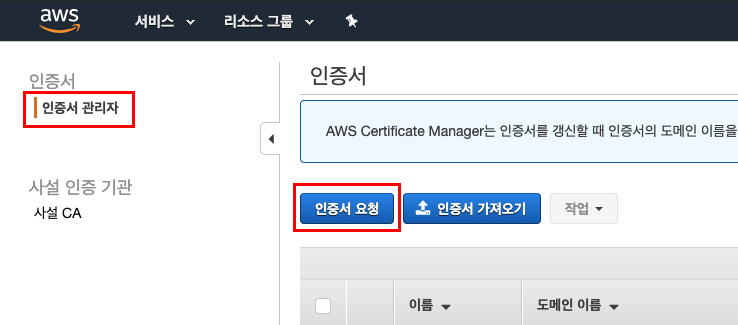 aws
서비스 리소스 그룹
인증서
인증서 관리자
사설 인증 기관
사설 CA
인증서
AWS Certificate Manager는 인증서를 갱신할 때 인증서의 도메인 이름을
인증서 요청 인증서 가져오기 작업
이름 도메인 이름